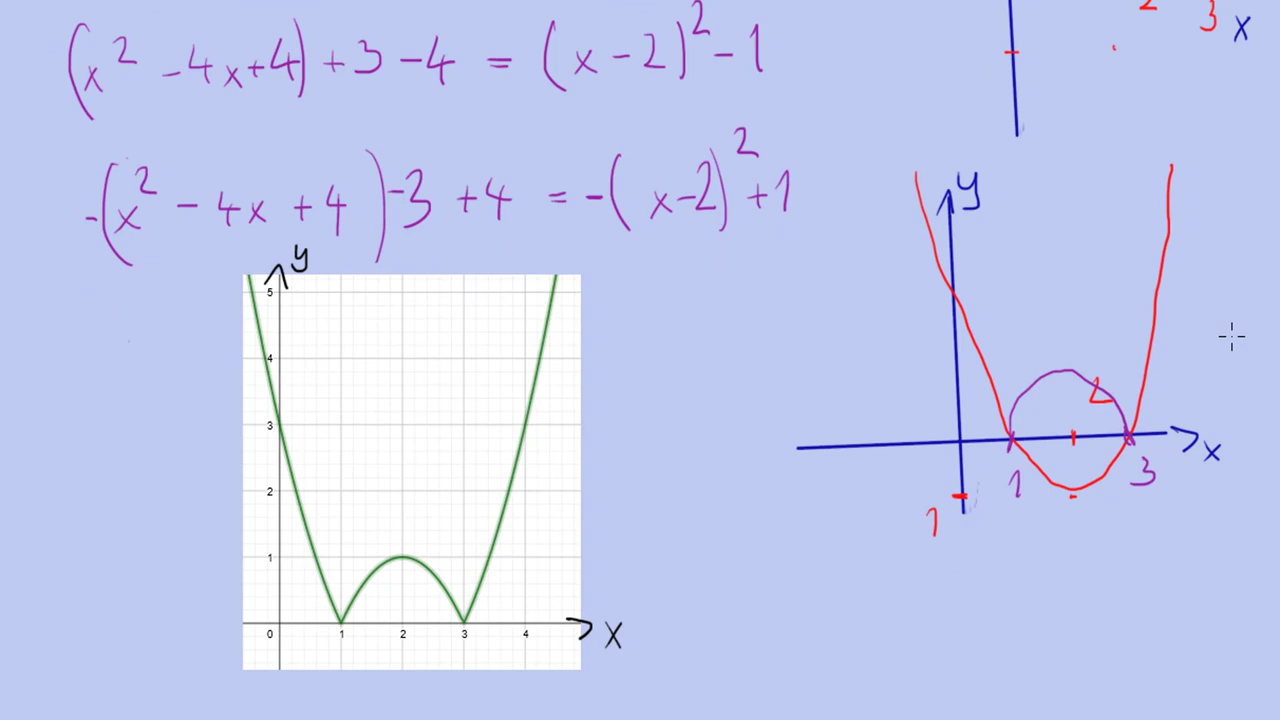 (x² - 4x + 4) + 3 - 4 = (x - 2)² - 1
-(x² - 4x + 4) - 3 + 4 = -(x - 2)² + 1
y
5
4
3
2
1
0 1 2 3 4
x
2 3 x
y
2
x
1 3
1